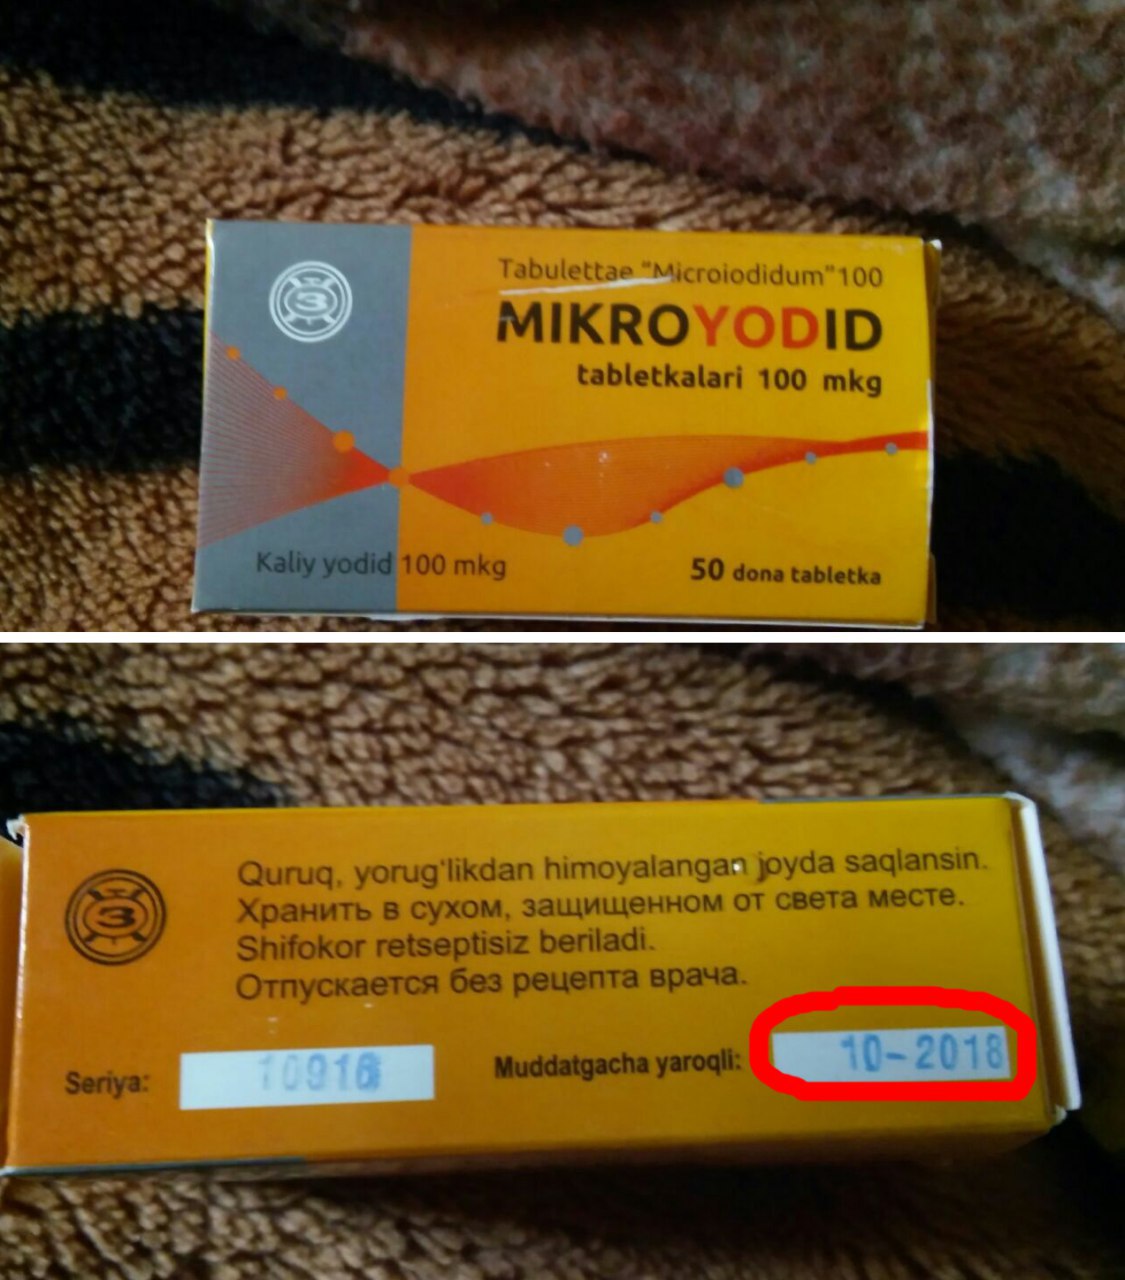 Tabulettae "Microiodidum"100
MIKROYODID
tabletkalari 100 mkg
Kaliy yodid 100 mkg
50 dona tabletka
Quruq, yorug‘likdan himoyalangan joyda saqlansin.
Хранить в сухом, защищенном от света месте.
Shifokor retseptisiz beriladi.
Отпускается без рецепта врача.
Seriya: 10916
Muddatgacha yaroqli: 10-2018